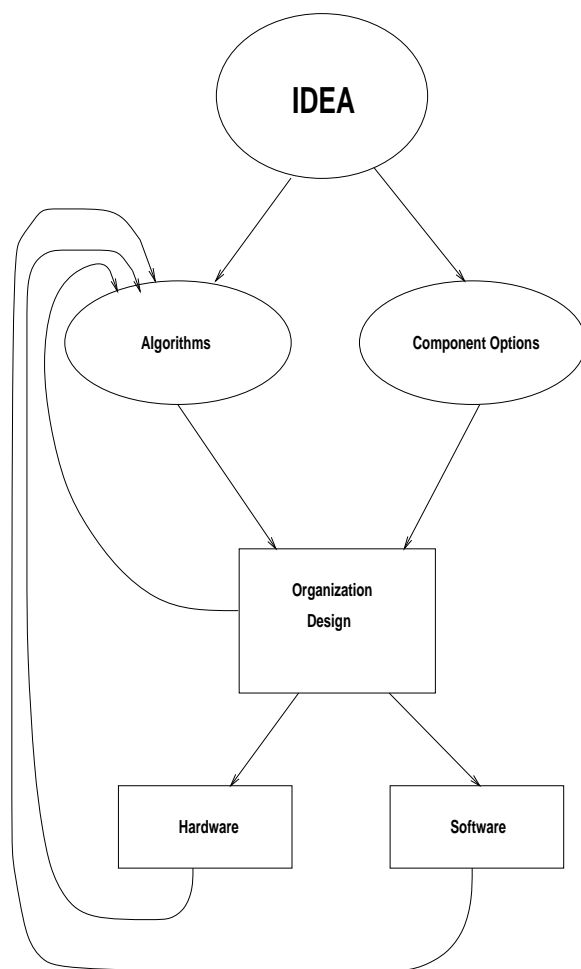 IDEA
Algorithms
Component Options
Organization
Design
Hardware
Software